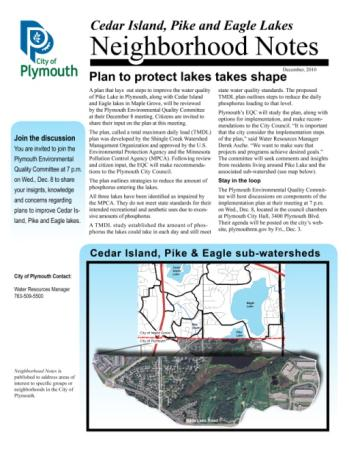 City of
Plymouth
Cedar Island, Pike and Eagle Lakes
Neighborhood Notes
December, 2010
Plan to protect lakes takes shape
Join the discussion
You are invited to join the
Plymouth Environmental
Quality Committee at 7 p.m.
on Wed., Dec. 8 to share
your insights, knowledge
and concerns regarding
plans to improve Cedar Is-
land, Pike and Eagle lakes.
City of Plymouth Contact:
Water Resources Manager
763-509-5500
Neighborhood Notes is
published to address areas of
interest to specific groups or
neighborhoods in the City of
Plymouth.
A plan that lays out steps to improve the water quality
of Pike Lake in Plymouth, along with Cedar Island
and Eagle lakes in Maple Grove, will be reviewed
by the Plymouth Environmental Quality Committee
at their December 8 meeting. Citizens are invited to
share their input on the plan at this meeting.
The plan, called a total maximum daily load (TMDL)
plan was developed by the Shingle Creek Watershed
Management Organization and approved by the U.S.
Environmental Protection Agency and the Minnesota
Pollution Control Agency (MPCA). Following review
and citizen input, the EQC will make recommenda-
tions to the Plymouth City Council.
The plan outlines strategies to reduce the amount of
phosphorus entering the lakes.
All three lakes have been identified as impaired by
the MPCA. They do not meet state standards for their
intended recreational and aesthetic uses due to exces-
sive amounts of phosphorus.
A TMDL study established the amount of phos-
phorus the lakes could take in each day and still meet
state water quality standards. The proposed
TMDL plan outlines steps to reduce the daily
phosphorus loading to that level.
Plymouth's EQC will study the plan, along with
options for implementation, and make recom-
mendations to the City Council. "It is important
that the city consider the implementation steps
of the plan," said Water Resources Manager
Derek Asche. "We want to make sure that
projects and programs achieve desired goals."
The committee will seek comments and insights
from residents living around Pike Lake and the
associated sub-watershed (see map below).
Stay in the loop
The Plymouth Environmental Quality Commit-
tee will host discussions on components of the
implementation plan at their meeting at 7 p.m.
on Wed., Dec. 8, located in the council chambers
at Plymouth City Hall, 3400 Plymouth Blvd.
Their agenda will be posted on the city's web-
site, plymouthmn.gov by Fri., Dec. 3.
Cedar Island, Pike & Eagle sub-watersheds
Cedar
Island
Lake
Eagle
Lake
Pike
Lake
City of Maple Grove
City of Plymouth